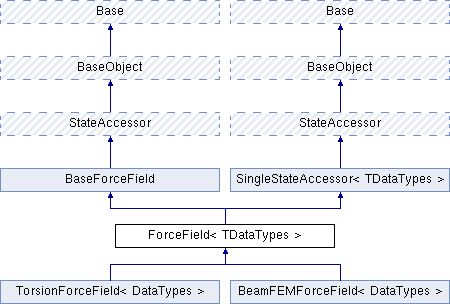 Base
Base
BaseObject
BaseObject
StateAccessor
StateAccessor
BaseForceField
SingleStateAccessor< TDataTypes >
ForceField< TDataTypes >
TorsionForceField< DataTypes >
BeamFEMForceField< DataTypes >